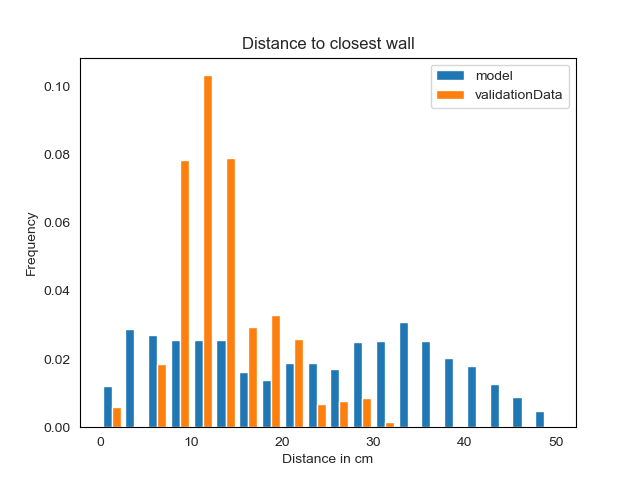 Distance to closest wall
model
validationData
0.10
0.08
0.06
0.04
0.02
0.00
Frequency
0 10 20 30 40 50
Distance in cm